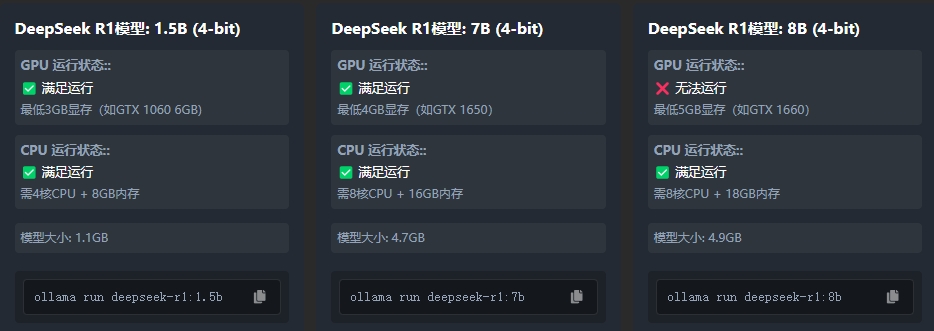 DeepSeek R1模型: 1.5B (4-bit)
GPU 运行状态::
满足运行
最低3GB显存（如GTX 1060 6GB)
CPU 运行状态::
满足运行
需4核CPU + 8GB内存
模型大小: 1.1GB
ollama run deepseek-r1:1.5b
DeepSeek R1模型: 7B (4-bit)
GPU 运行状态::
满足运行
最低4GB显存（如GTX 1650）
CPU 运行状态::
满足运行
需8核CPU + 16GB内存
模型大小: 4.7GB
ollama run deepseek-r1:7b
DeepSeek R1模型: 8B (4-bit)
GPU 运行状态::
无法运行
最低5GB显存（如GTX 1660）
CPU 运行状态::
满足运行
需8核CPU + 18GB内存
模型大小: 4.9GB
ollama run deepseek-r1:8b